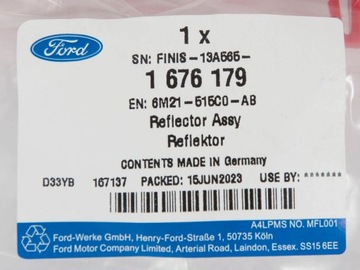 Ford
1 x
SN: FINIS-13A565-
1 676 179
EN: 6M21-515C0-AB
Reflector Assy
Reflektor
CONTENTS MADE IN Germany
D33YB 167137 PACKED: 15JUN2023 USE BY:*******
A4LPMS NO. MFL001
Ford-Werke GmbH, Henry-Ford-Straße 1, 50735 Köln
Ford Motor Company Limited, Arterial Road, Laindon, Essex. SS15 6EE